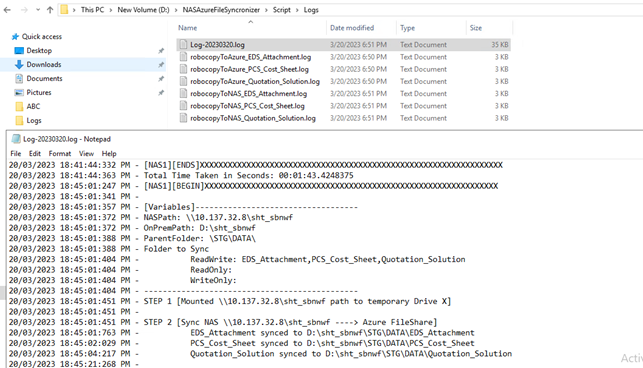 This PC > New Volume (D:) > NASAzureFileSyncronizer > Script > Logs
Name Date modified Type Size
Quick access
Desktop
Downloads
Documents
Pictures
ABC
Logs
Log-20230320.log 3/20/2023 6:51 PM Text Document 35 KB
robocopyToAzure_EDS_Attachment.log 3/20/2023 6:50 PM Text Document 3 KB
robocopyToAzure_PCS_Cost_Sheet.log 3/20/2023 6:50 PM Text Document 3 KB
robocopyToAzure_Quotation_Solution.log 3/20/2023 6:50 PM Text Document 3 KB
robocopyToNAS_EDS_Attachment.log 3/20/2023 6:51 PM Text Document 3 KB
robocopyToNAS_PCS_Cost_Sheet.log 3/20/2023 6:51 PM Text Document 3 KB
robocopyToNAS_Quotation_Solution.log 3/20/2023 6:51 PM Text Document 3 KB
Log-20230320.log - Notepad
File Edit Format View Help
20/03/2023 18:41:44:332 PM - [NAS1][ENDS]XXXXXXXXXXXXXXXXXXXXXXXXXXXXXXXXXXXXXXXXXXXXXXXXXXXXXXXXXXXXXXXX
20/03/2023 18:41:44:363 PM - Total Time Taken in Seconds: 00:01:43.4248375
20/03/2023 18:45:01:247 PM - [NAS1][BEGIN]XXXXXXXXXXXXXXXXXXXXXXXXXXXXXXXXXXXXXXXXXXXXXXXXXXXXXXXXXXXXXX
20/03/2023 18:45:01:341 PM -
20/03/2023 18:45:01:357 PM - [Variables]-----------------------------------
20/03/2023 18:45:01:372 PM - NASPath: \\10.137.32.8\sht_sbnwf
20/03/2023 18:45:01:372 PM - OnPremPath: D:\sht_sbnwf
20/03/2023 18:45:01:388 PM - ParentFolder: \STG\DATA\
20/03/2023 18:45:01:388 PM - Folder to Sync
20/03/2023 18:45:01:404 PM - ReadWrite: EDS_Attachment,PCS_Cost_Sheet,Quotation_Solution
20/03/2023 18:45:01:404 PM - ReadOnly:
20/03/2023 18:45:01:404 PM - WriteOnly:
20/03/2023 18:45:01:404 PM - ----------------------------------------------
20/03/2023 18:45:01:451 PM - STEP 1 [Mounted \\10.137.32.8\sht_sbnwf path to temporary Drive X]
20/03/2023 18:45:01:451 PM -
20/03/2023 18:45:01:451 PM - STEP 2 [Sync NAS \\10.137.32.8\sht_sbnwf ----> Azure FileShare]
20/03/2023 18:45:01:763 PM - EDS_Attachment synced to D:\sht_sbnwf\STG\DATA\EDS_Attachment
20/03/2023 18:45:02:029 PM - PCS_Cost_Sheet synced to D:\sht_sbnwf\STG\DATA\PCS_Cost_Sheet
20/03/2023 18:45:04:217 PM - Quotation_Solution synced to D:\sht_sbnwf\STG\DATA\Quotation_Solution
20/03/2023 18:45:21:268 PM -
Activ